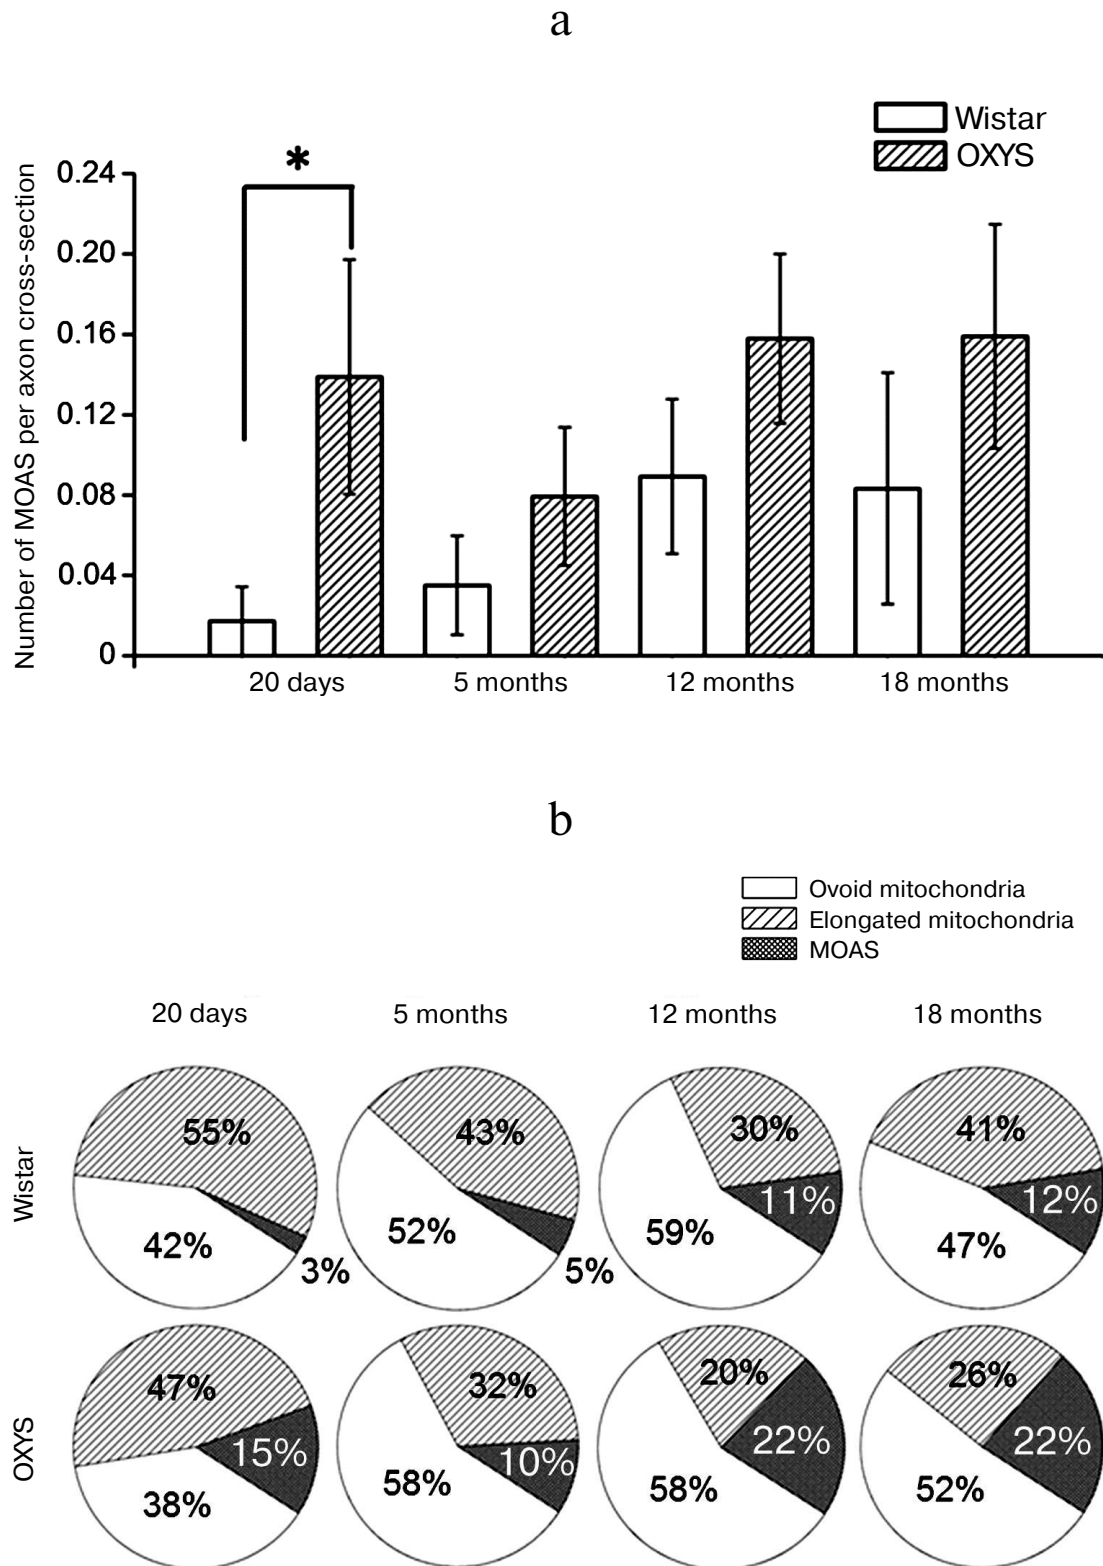 a
Wistar
OXYS
*
Number of MOAS per axon cross-section
0.24
0.20
0.16
0.12
0.08
0.04
0
20 days 5 months 12 months 18 months
b
Ovoid mitochondria
Elongated mitochondria
MOAS
20 days 5 months 12 months 18 months
Wistar
55% 43% 30% 41%
42% 52% 59% 47%
3% 5% 11% 12%
OXYS
47% 32% 20% 26%
15% 10% 22% 22%
38% 58% 58% 52%